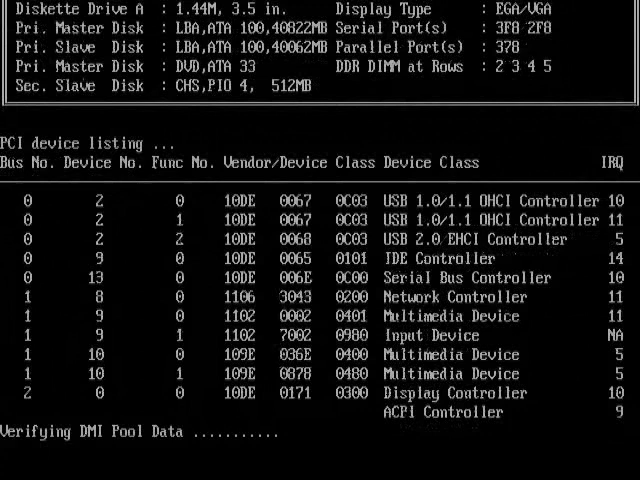 Diskette Drive A : 1.44M, 3.5 in. Display Type : EGA/VGA
Pri. Master Disk : LBA,ATA 100,40822MB Serial Port(s) : 3F8 2F8
Pri. Slave Disk : LBA,ATA 100,40062MB Parallel Port(s) : 378
Pri. Master Disk : DVD,ATA 33 DDR DIMM at Rows : 2 3 4 5
Sec. Slave Disk : CHS,PIO 4, 512MB
PCI device listing ...
Bus No. Device No. Func No. Vendor/Device Class Device Class IRQ
0 2 0 10DE 0067 0C03 USB 1.0/1.1 OHCI Controller 10
0 2 1 10DE 0067 0C03 USB 1.0/1.1 OHCI Controller 11
0 2 2 10DE 0068 0C03 USB 2.0 EHCI Controller 5
0 9 0 10DE 0065 0101 IDE Controller 14
0 13 0 10DE 006E 0C00 Serial Bus Controller 10
1 8 0 1106 3043 0200 Network Controller 11
1 9 0 1102 0002 0401 Multimedia Device 11
1 9 1 1102 7002 0980 Input Device NA
1 10 0 109E 036E 0400 Multimedia Device 5
1 10 1 109E 0878 0480 Multimedia Device 5
2 0 0 10DE 0171 0300 Display Controller 10
ACPI Controller 9
Verifying DMI Pool Data ...........